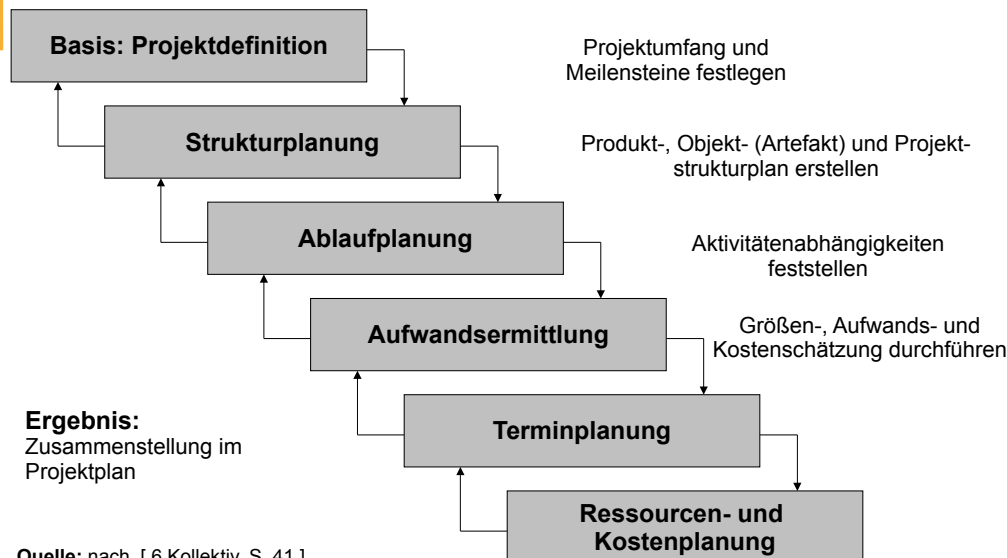 Basis: Projektdefinition
Projektumfang und
Meilensteine festlegen
Strukturplanung
Produkt-, Objekt- (Artefakt) und Projekt-
strukturplan erstellen
Ablaufplanung
Aktivitätenabhängigkeiten
feststellen
Aufwandsermittlung
Größen-, Aufwands- und
Kostenschätzung durchführen
Ergebnis:
Zusammenstellung im
Projektplan
Terminplanung
Ressourcen- und
Kostenplanung
Quelle: nach [ 6 Kollektiv, S. 41 ]